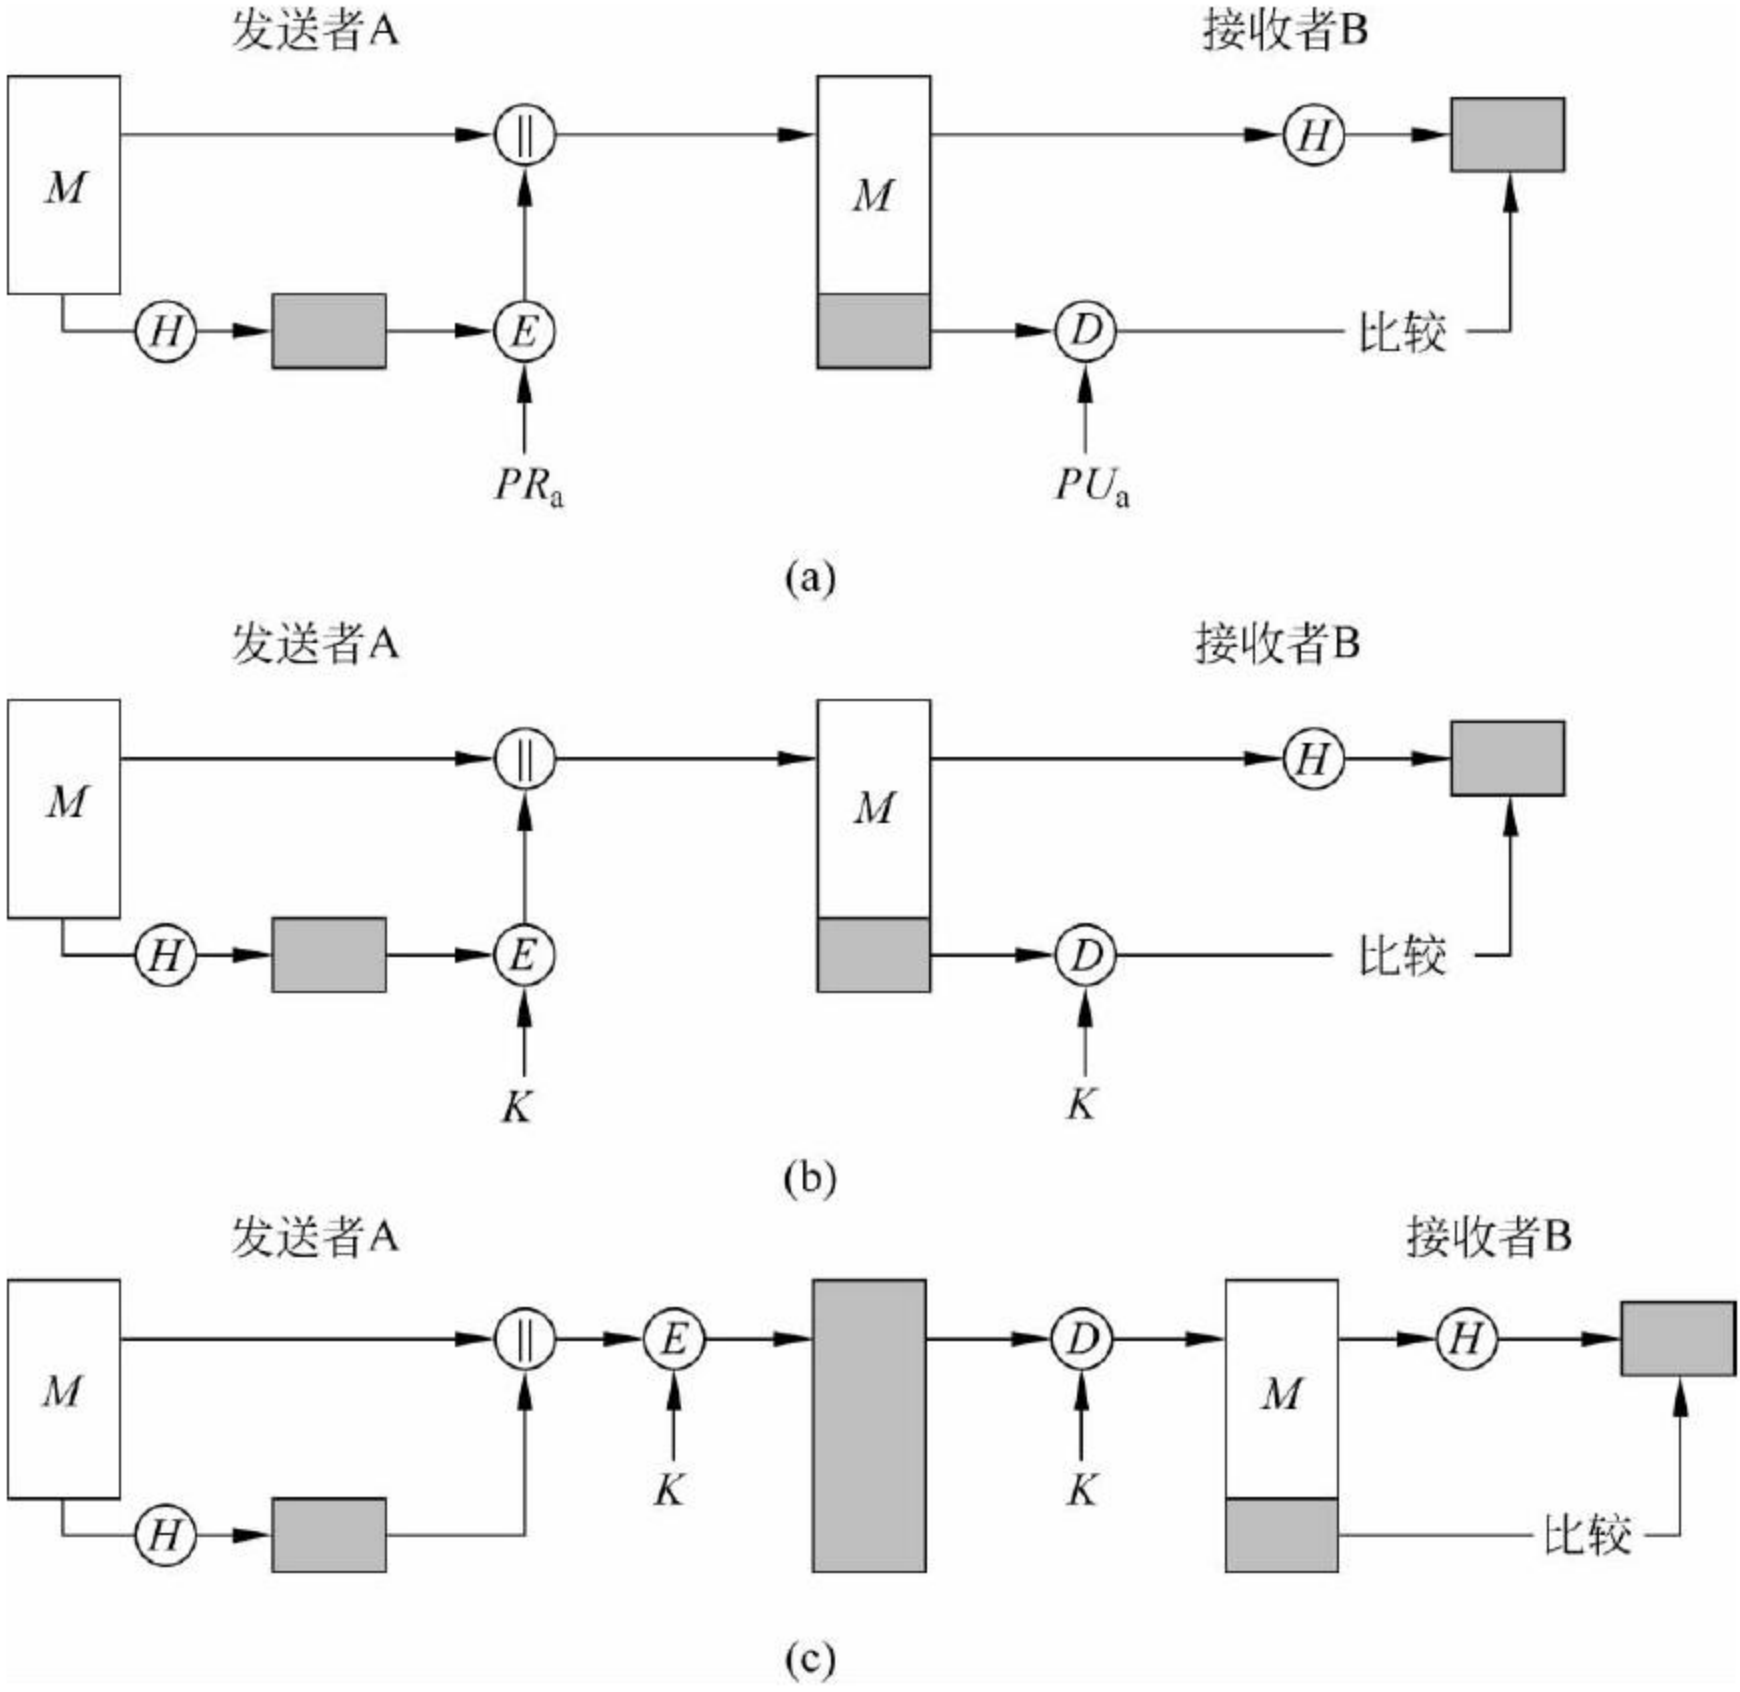 发送者A 接收者B
M || M H
H E D 比较
PRa PUa
(a)
发送者A 接收者B
M || M H
H E D 比较
K K
(b)
发送者A 接收者B
M || E D M H
K K
H 比较
(c)